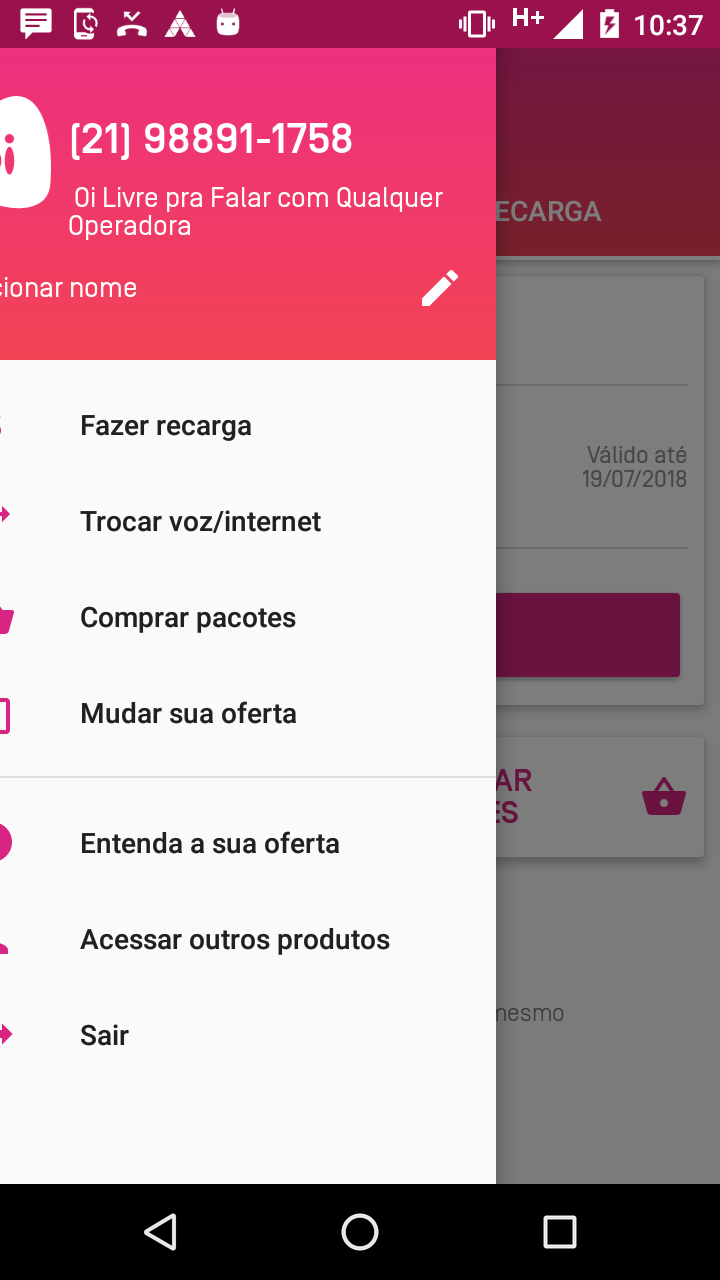 H+ 10:37
(21) 98891-1758
Oi Livre pra Falar com Qualquer
Operadora
cionar nome
ECARGA
Fazer recarga
Trocar voz/internet
Comprar pacotes
Mudar sua oferta
Entenda a sua oferta
Acessar outros produtos
Sair
Válido até
19/07/2018
AR
ES
mesmo